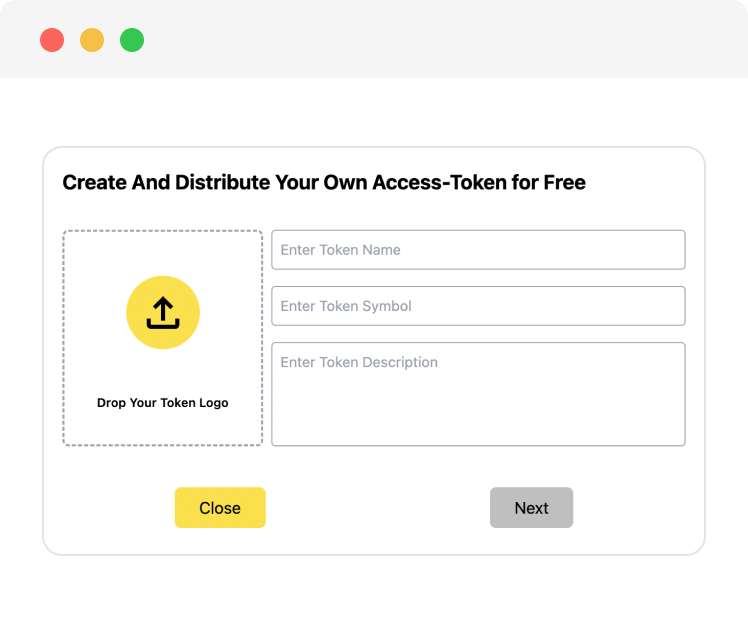 Create And Distribute Your Own Access-Token for Free
Enter Token Name
Enter Token Symbol
Enter Token Description
Drop Your Token Logo
Close
Next